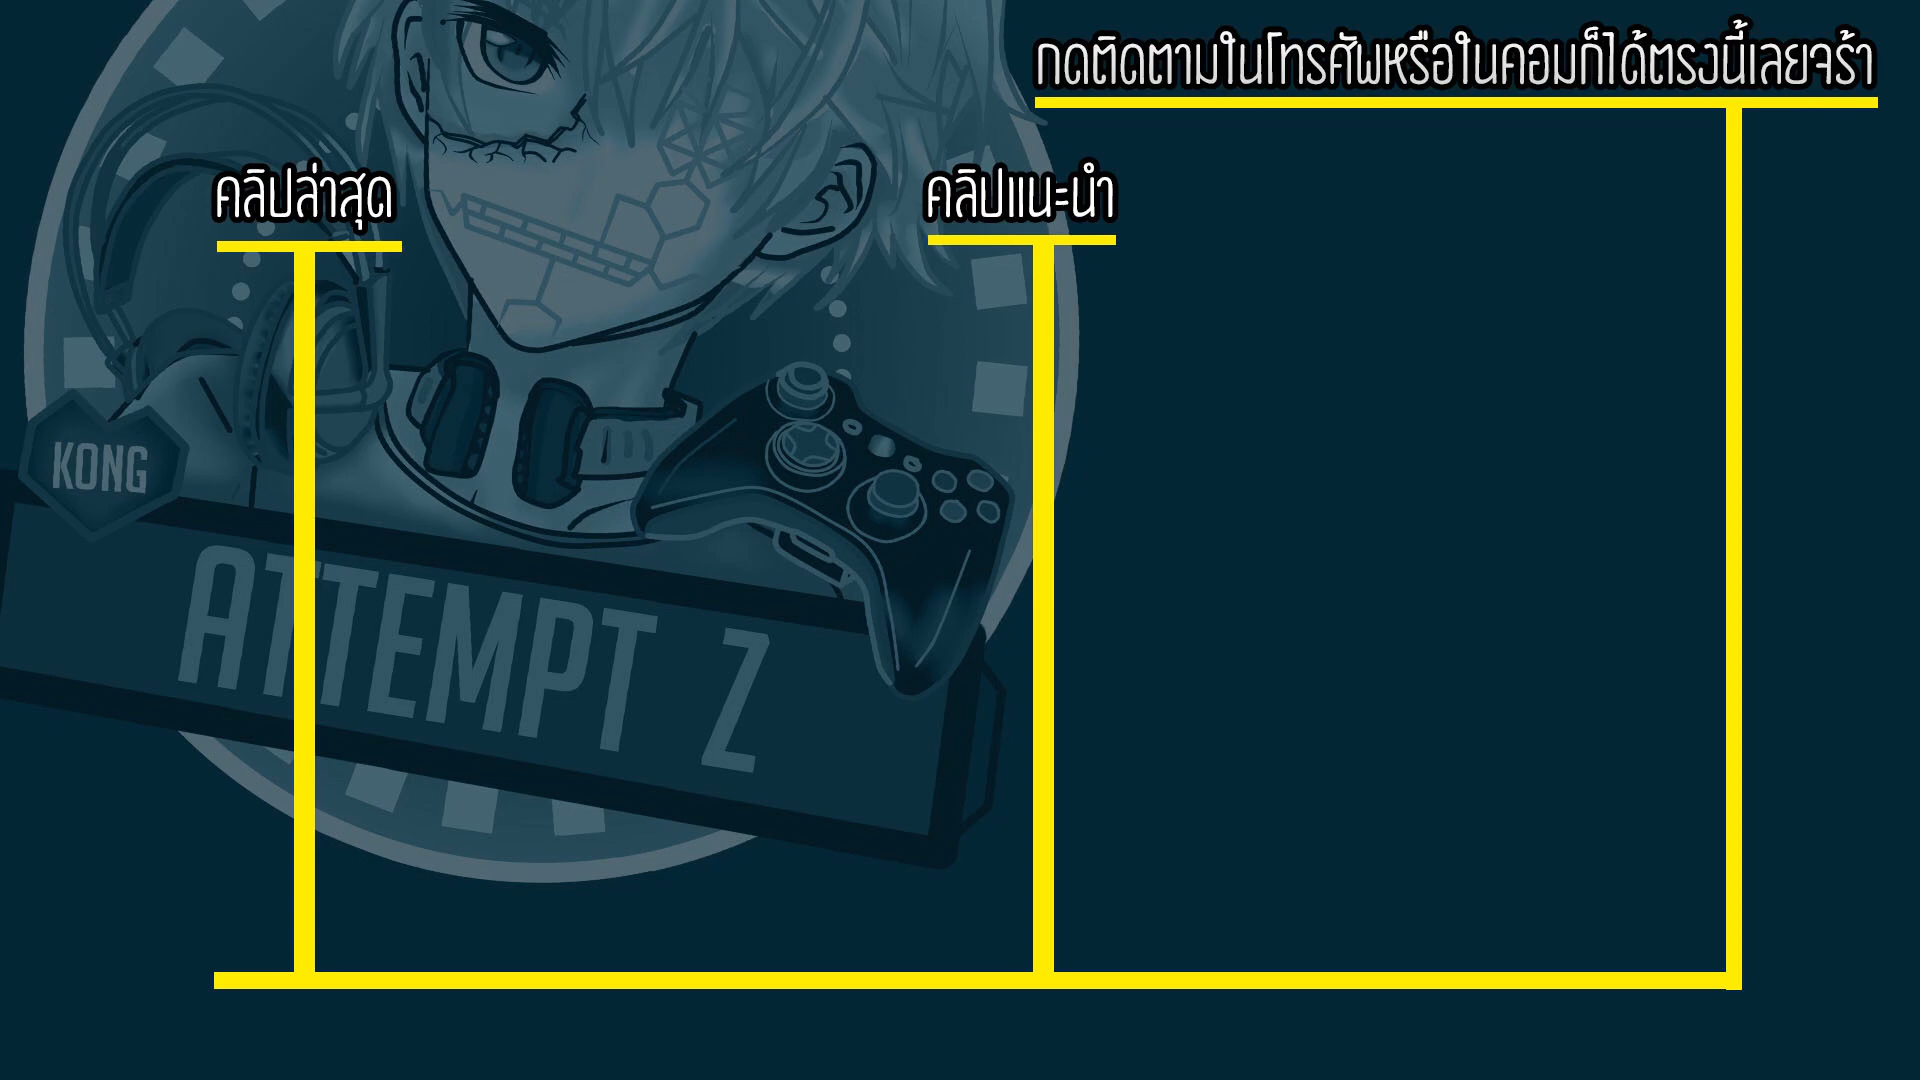 กดติดตามในโทรศัพหรือในคอมก็ได้ตรงนี้เลยจร้า
คลิปล่าสุด
คลิปแนะนำ
KONG
ATTEMPT Z